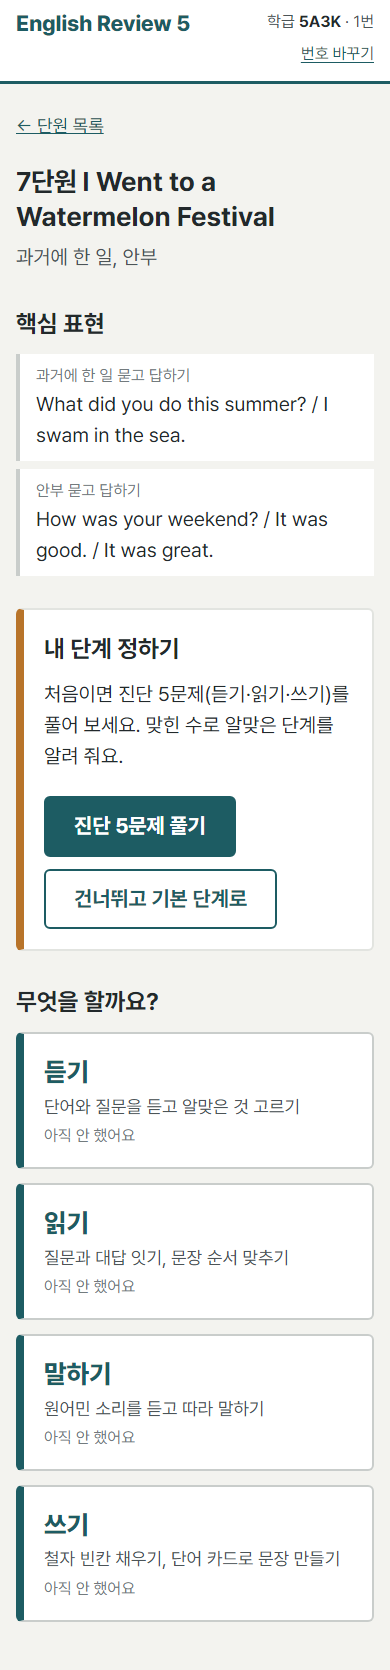 English Review 5
학급 5A3K · 1번
번호 바꾸기
← 단원 목록
7단원 I Went to a
Watermelon Festival
과거에 한 일, 안부
핵심 표현
과거에 한 일 묻고 답하기
What did you do this summer? / I
swam in the sea.
안부 묻고 답하기
How was your weekend? / It was
good. / It was great.
내 단계 정하기
처음이면 진단 5문제(듣기·읽기·쓰기)를
풀어 보세요. 맞힌 수로 알맞은 단계를
알려 줘요.
진단 5문제 풀기
건너뛰고 기본 단계로
무엇을 할까요?
듣기
단어와 질문을 듣고 알맞은 것 고르기
아직 안 했어요
읽기
질문과 대답 잇기, 문장 순서 맞추기
아직 안 했어요
말하기
원어민 소리를 듣고 따라 말하기
아직 안 했어요
쓰기
철자 빈칸 채우기, 단어 카드로 문장 만들기
아직 안 했어요